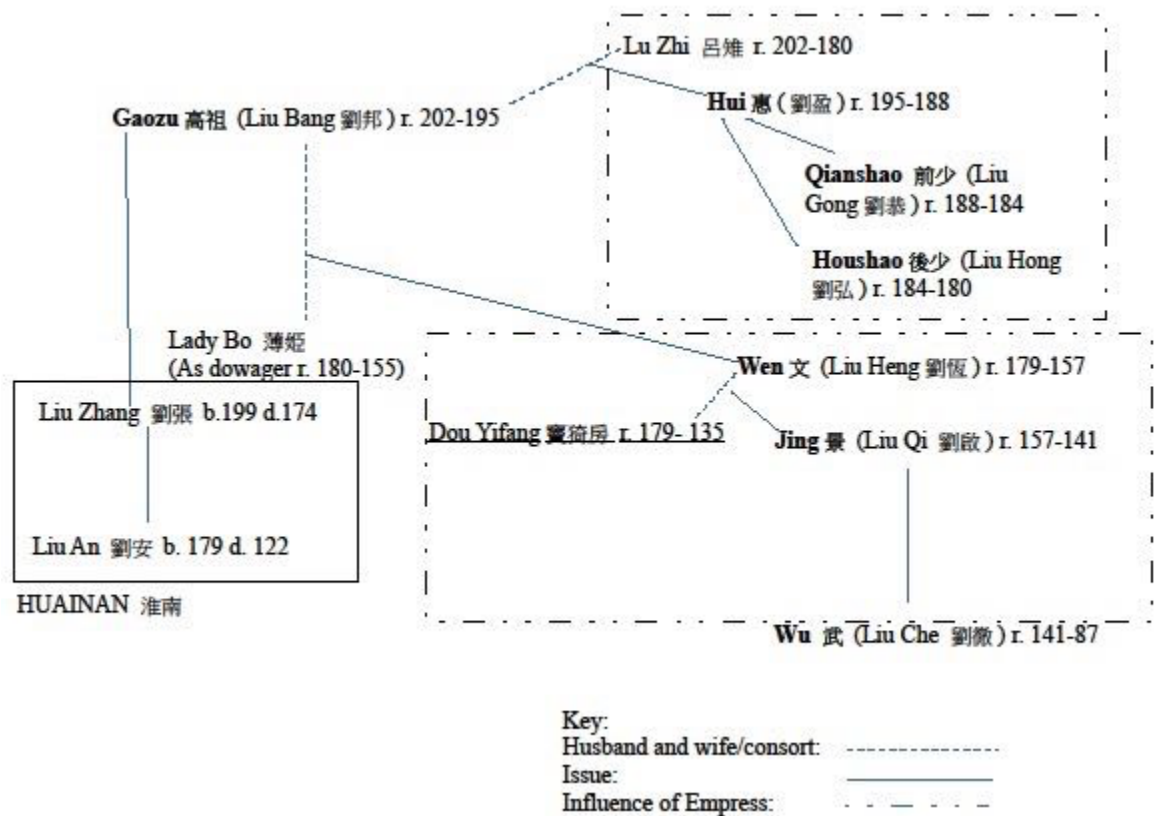 Lu Zhi 呂雉 r. 202-180
Hui 惠 (劉盈) r. 195-188
Gaozu 高祖 (Liu Bang 劉邦) r. 202-195
Qianshao 前少 (Liu
Gong 劉恭) r. 188-184
Houshao 後少 (Liu Hong
劉弘) r. 184-180
Lady Bo 薄姬
(As dowager r. 180-155)
Wen 文 (Liu Heng 劉恆) r. 179-157
Liu Zhang 劉張 b.199 d.174
Dou Yifang 竇猗房 r. 179- 135
Jing 景 (Liu Qi 劉啟) r. 157-141
Liu An 劉安 b. 179 d. 122
HUAINAN 淮南
Wu 武 (Liu Che 劉徹) r. 141-87
Key:
Husband and wife/consort:
Issue:
Influence of Empress: